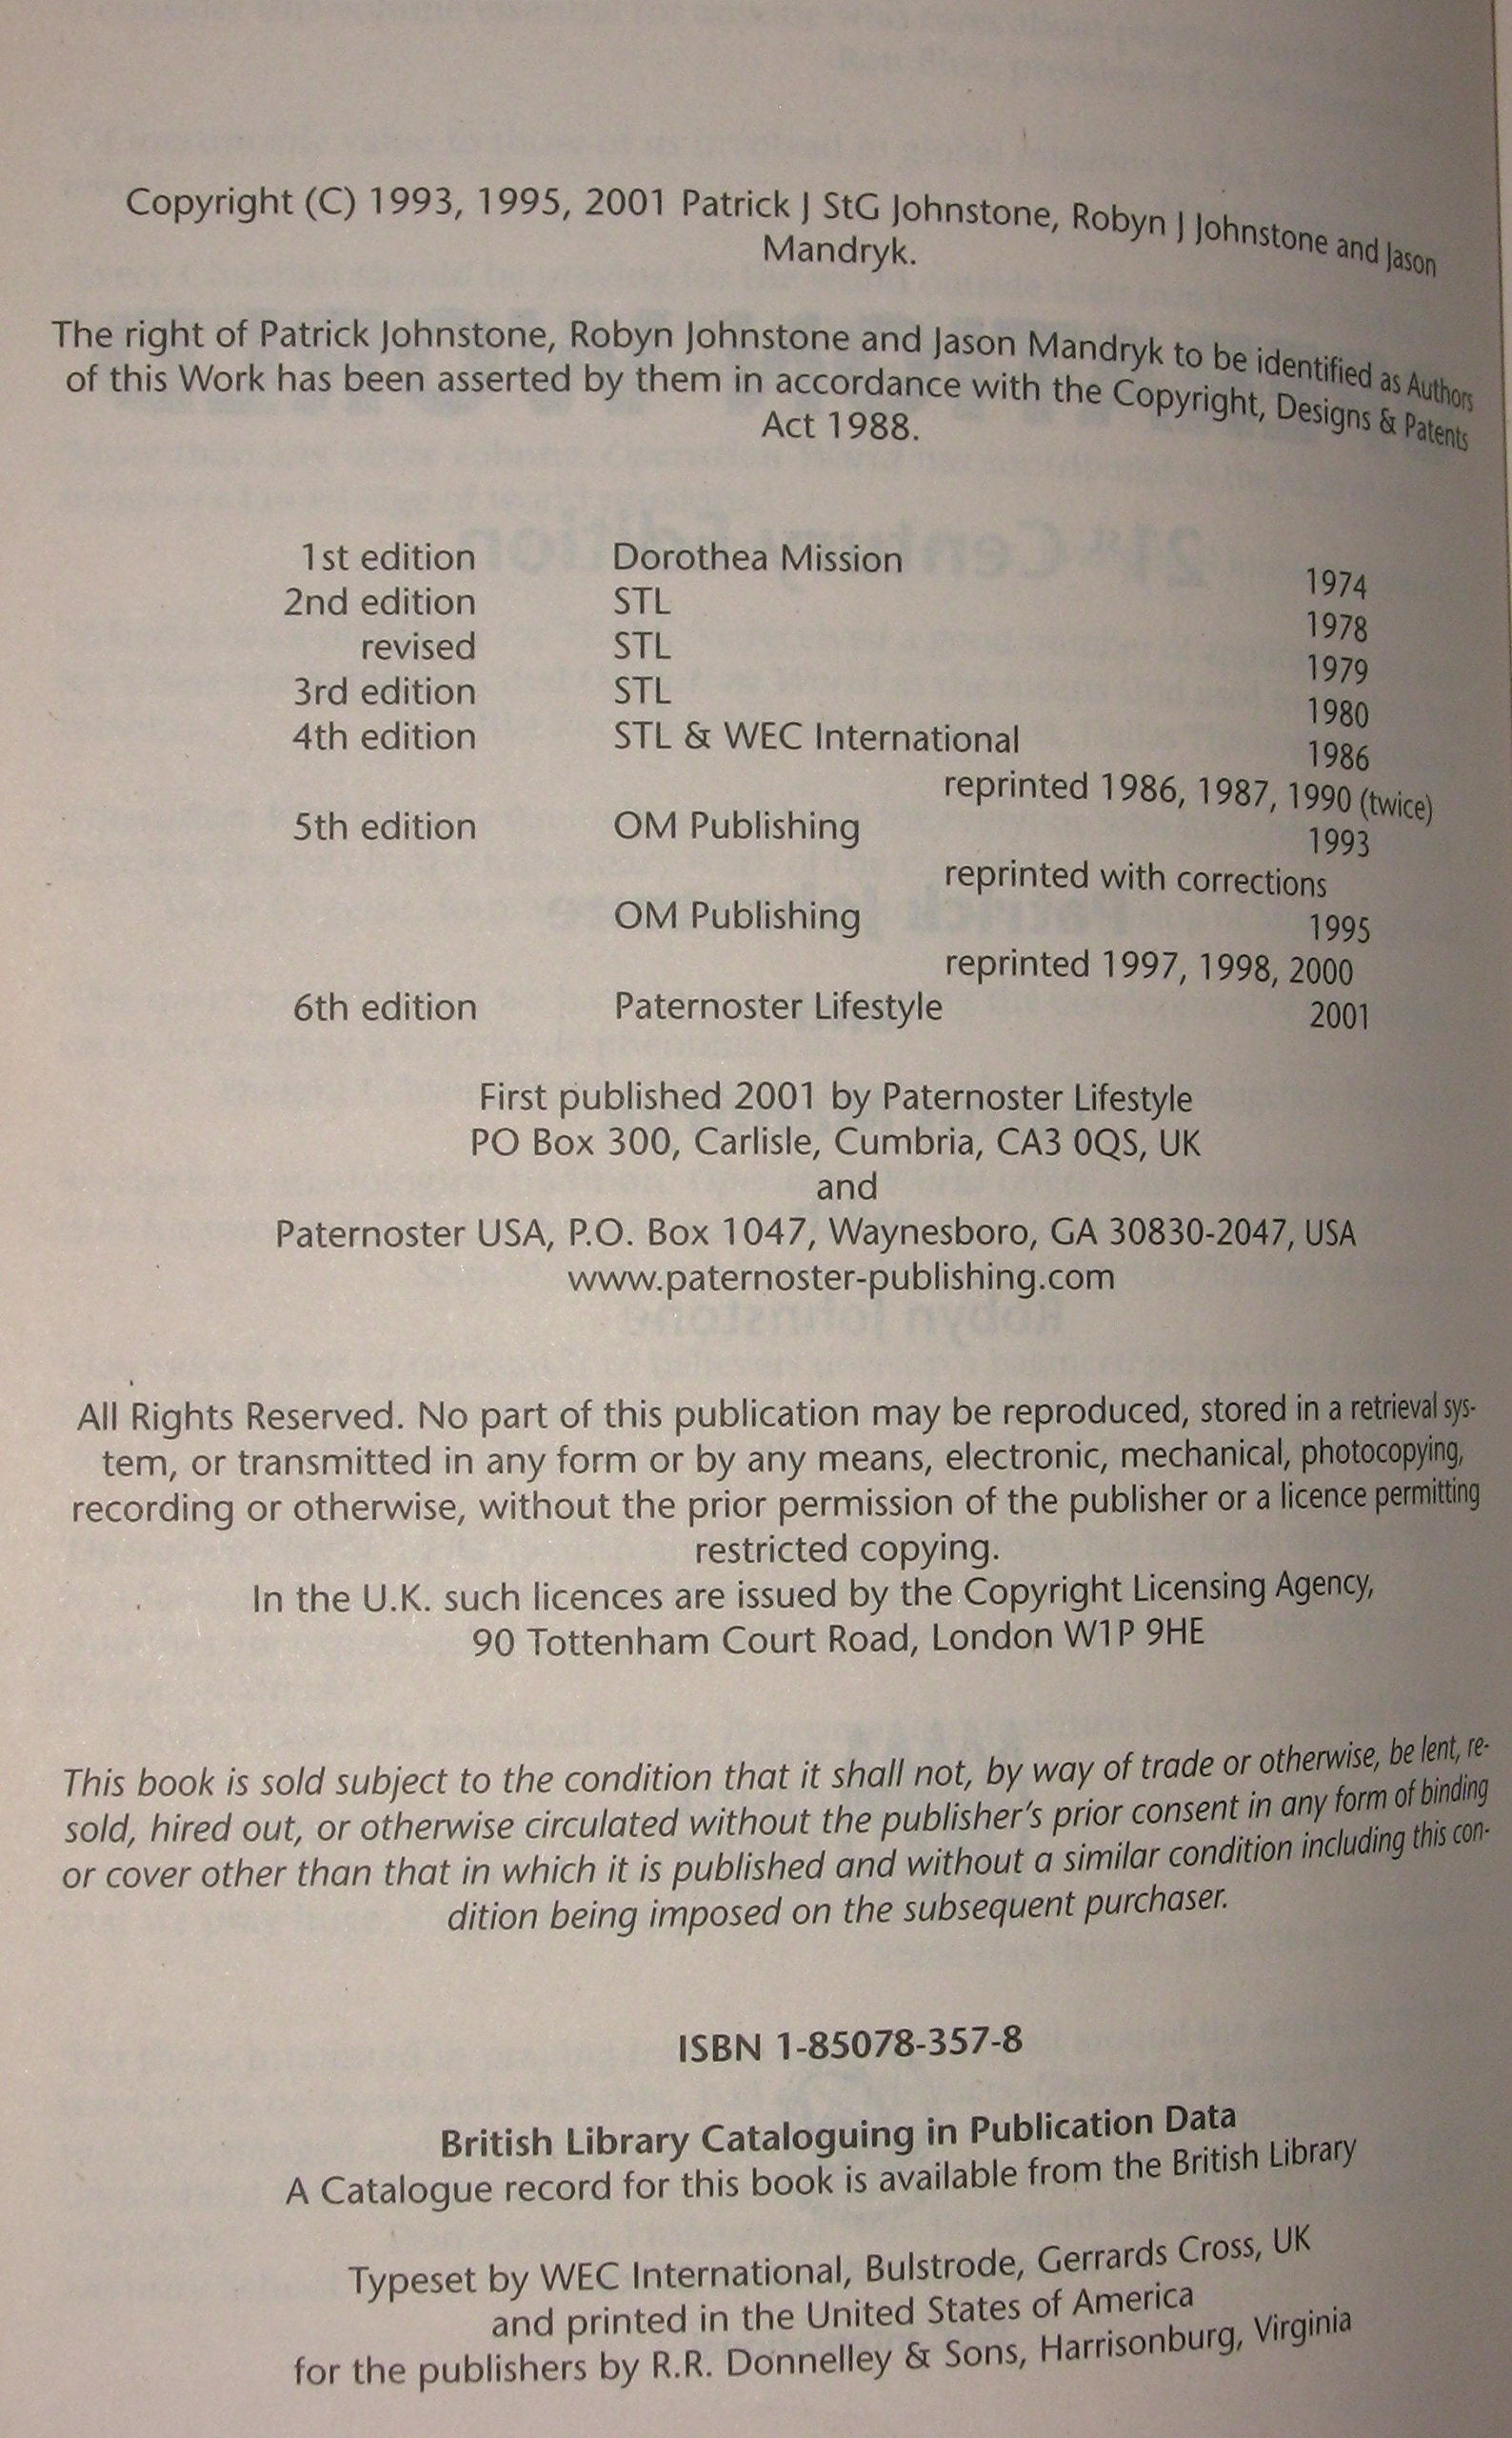 Copyright (C) 1993, 1995, 2001 Patrick J StG Johnstone, Robyn J Johnstone and Jason
Mandryk.
The right of Patrick Johnstone, Robyn Johnstone and Jason Mandryk to be identified as Authors
of this Work has been asserted by them in accordance with the Copyright, Designs & Patents
Act 1988.
1st edition Dorothea Mission 1974
2nd edition STL 1978
revised STL 1979
3rd edition STL 1980
4th edition STL & WEC International 1986
reprinted 1986, 1987, 1990 (twice)
5th edition OM Publishing 1993
reprinted with corrections
OM Publishing 1995
reprinted 1997, 1998, 2000
6th edition Paternoster Lifestyle 2001
First published 2001 by Paternoster Lifestyle
PO Box 300, Carlisle, Cumbria, CA3 0QS, UK
and
Paternoster USA, P.O. Box 1047, Waynesboro, GA 30830-2047, USA
www.paternoster-publishing.com
All Rights Reserved. No part of this publication may be reproduced, stored in a retrieval sys-
tem, or transmitted in any form or by any means, electronic, mechanical, photocopying,
recording or otherwise, without the prior permission of the publisher or a licence permitting
restricted copying.
In the U.K. such licences are issued by the Copyright Licensing Agency,
90 Tottenham Court Road, London W1P 9HE
This book is sold subject to the condition that it shall not, by way of trade or otherwise, be lent, re-
sold, hired out, or otherwise circulated without the publisher's prior consent in any form of binding
or cover other than that in which it is published and without a similar condition including this con-
dition being imposed on the subsequent purchaser.
ISBN 1-85078-357-8
British Library Cataloguing in Publication Data
A Catalogue record for this book is available from the British Library
Typeset by WEC International, Bulstrode, Gerrards Cross, UK
and printed in the United States of America
for the publishers by R.R. Donnelley & Sons, Harrisonburg, Virginia